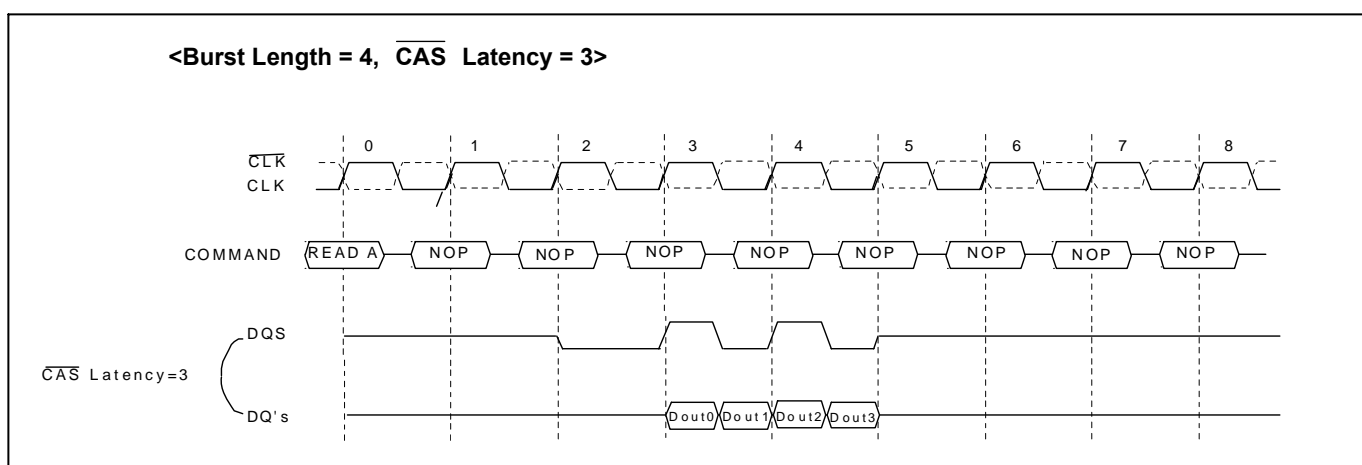 <Burst Length = 4, CAS Latency = 3>
0 1 2 3 4 5 6 7 8
CLK
CLK
COMMAND READ A NOP NOP NOP NOP NOP NOP NOP NOP
DQS
CAS Latency=3
DQ's Dout0 Dout1 Dout2 Dout3